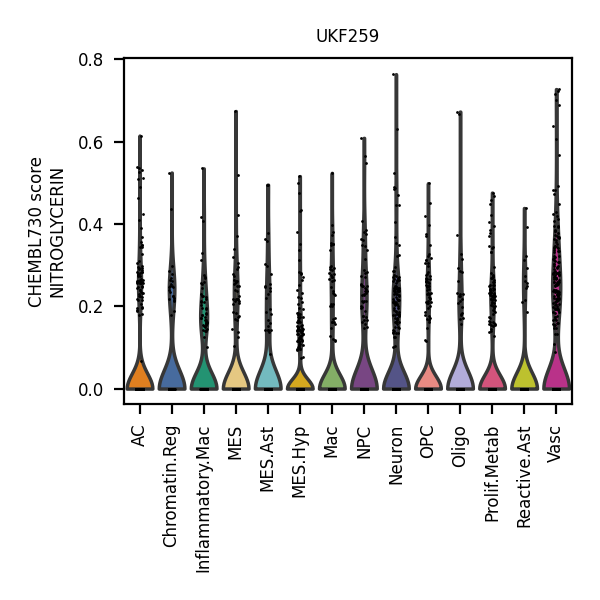 UKF259
CHEMBL730 score
NITROGLYCERIN
0.8
0.6
0.4
0.2
0.0
AC
Chromatin.Reg
Inflammatory.Mac
MES
MES.Ast
MES.Hyp
Mac
NPC
Neuron
OPC
Oligo
Prolif.Metab
Reactive.Ast
Vasc